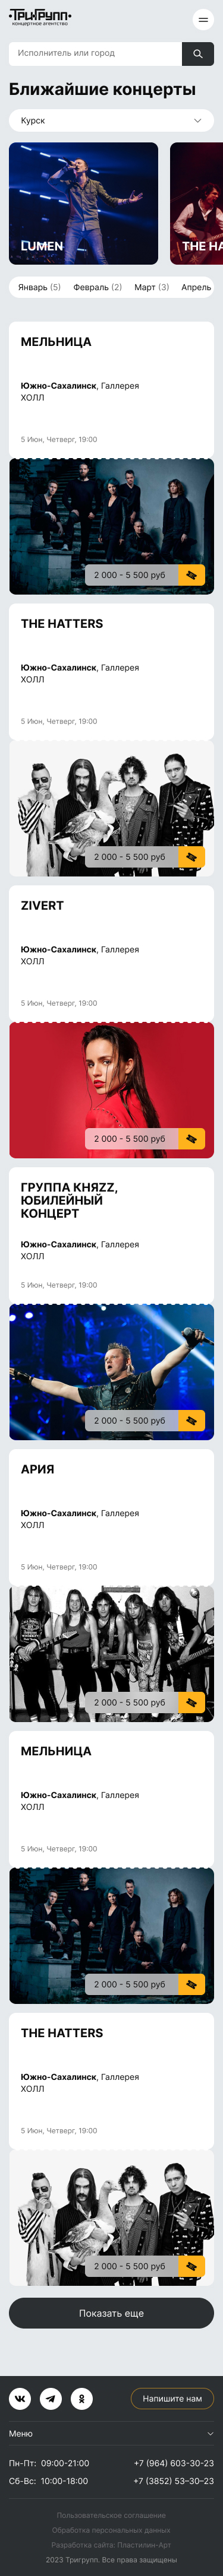 ТРИГРУПП
КОНЦЕРТНОЕ АГЕНТСТВО
Исполнитель или город
Ближайшие концерты
Курск
LUMEN
THE HA
Январь (5) Февраль (2) Март (3) Апрель
МЕЛЬНИЦА
Южно-Сахалинск, Галлерея
ХОЛЛ
5 Июн, Четверг, 19:00
2 000 - 5 500 руб
THE HATTERS
Южно-Сахалинск, Галлерея
ХОЛЛ
5 Июн, Четверг, 19:00
2 000 - 5 500 руб
ZIVERT
Южно-Сахалинск, Галлерея
ХОЛЛ
5 Июн, Четверг, 19:00
2 000 - 5 500 руб
ГРУППА КНЯZZ,
ЮБИЛЕЙНЫЙ
КОНЦЕРТ
Южно-Сахалинск, Галлерея
ХОЛЛ
5 Июн, Четверг, 19:00
2 000 - 5 500 руб
АРИЯ
Южно-Сахалинск, Галлерея
ХОЛЛ
5 Июн, Четверг, 19:00
2 000 - 5 500 руб
МЕЛЬНИЦА
Южно-Сахалинск, Галлерея
ХОЛЛ
5 Июн, Четверг, 19:00
2 000 - 5 500 руб
THE HATTERS
Южно-Сахалинск, Галлерея
ХОЛЛ
5 Июн, Четверг, 19:00
2 000 - 5 500 руб
Показать еще
Напишите нам
Меню
Пн-Пт: 09:00-21:00 +7 (964) 603-30-23
Сб-Вс: 10:00-18:00 +7 (3852) 53–30–23
Пользовательское соглашение
Обработка персональных данных
Разработка сайта: Пластилин-Арт
2023 Тригрупп. Все права защищены